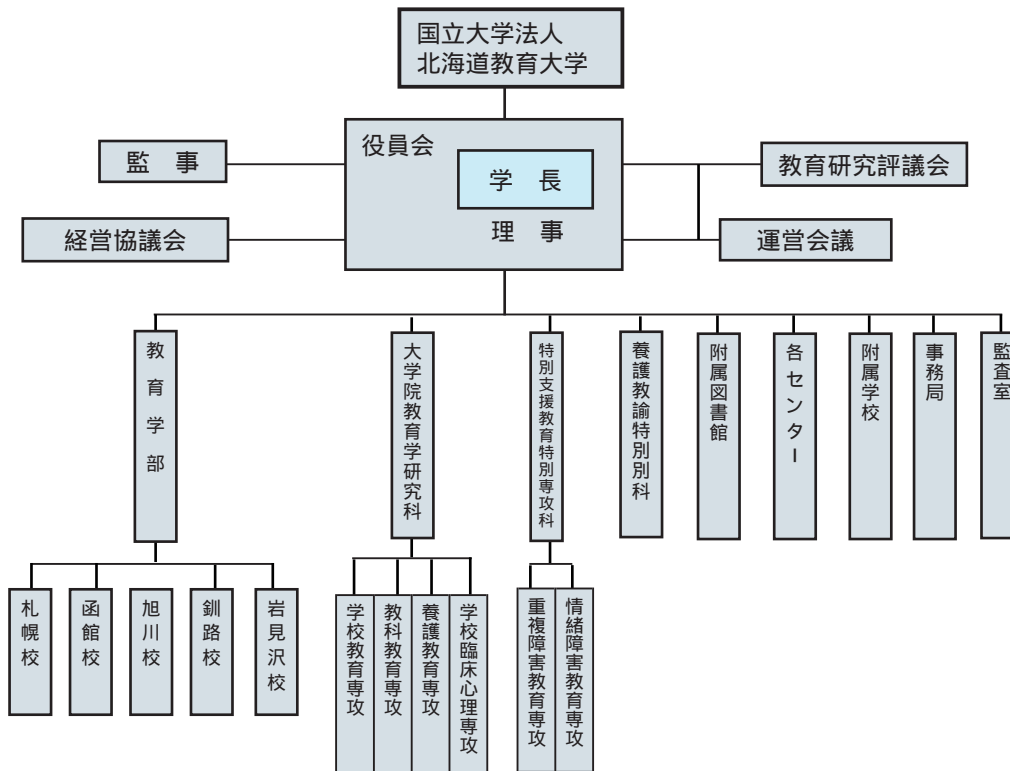 国立大学法人
北海道教育大学
役員会
監　事
学　長
教育研究評議会
経営協議会
理　事
運営会議
教育学部
大学院教育学研究科
特別支援教育特別専攻科
養護教諭特別別科
附属図書館
各センター
附属学校
事務局
監査室
札幌校
函館校
旭川校
釧路校
岩見沢校
学校教育専攻
教科教育専攻
養護教育専攻
学校臨床心理専攻
重複障害教育専攻
情緒障害教育専攻